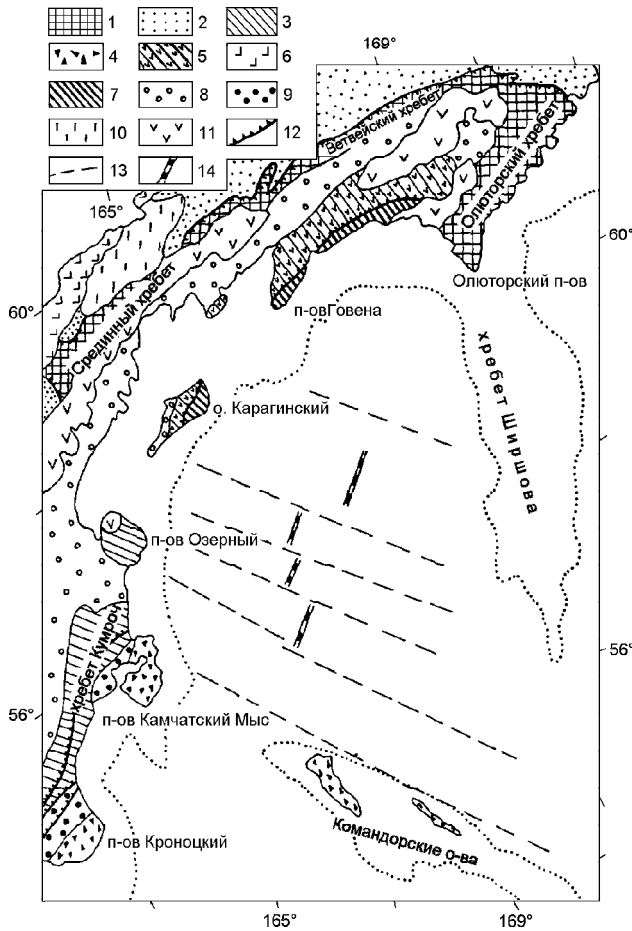 1
2
3
4
5
6
7
8
9
10
11
12
13
14
169°
165°
Ветвейский хребет
Олюторский хребет
60°
Олюторский п-ов
Срединный хребет
60°
п-овГовена
хребет Ширшова
о. Карагинский
п-ов Озерный
хребет Кумроч
56°
56°
п-ов Камчатский Мыс
п-ов Кроноцкий
Командорские о-ва
165°
169°